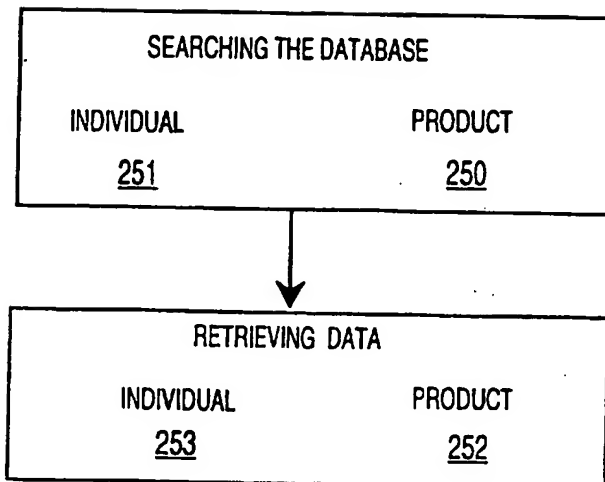 SEARCHING THE DATABASE
INDIVIDUAL PRODUCT
251 250
RETRIEVING DATA
INDIVIDUAL PRODUCT
253 252